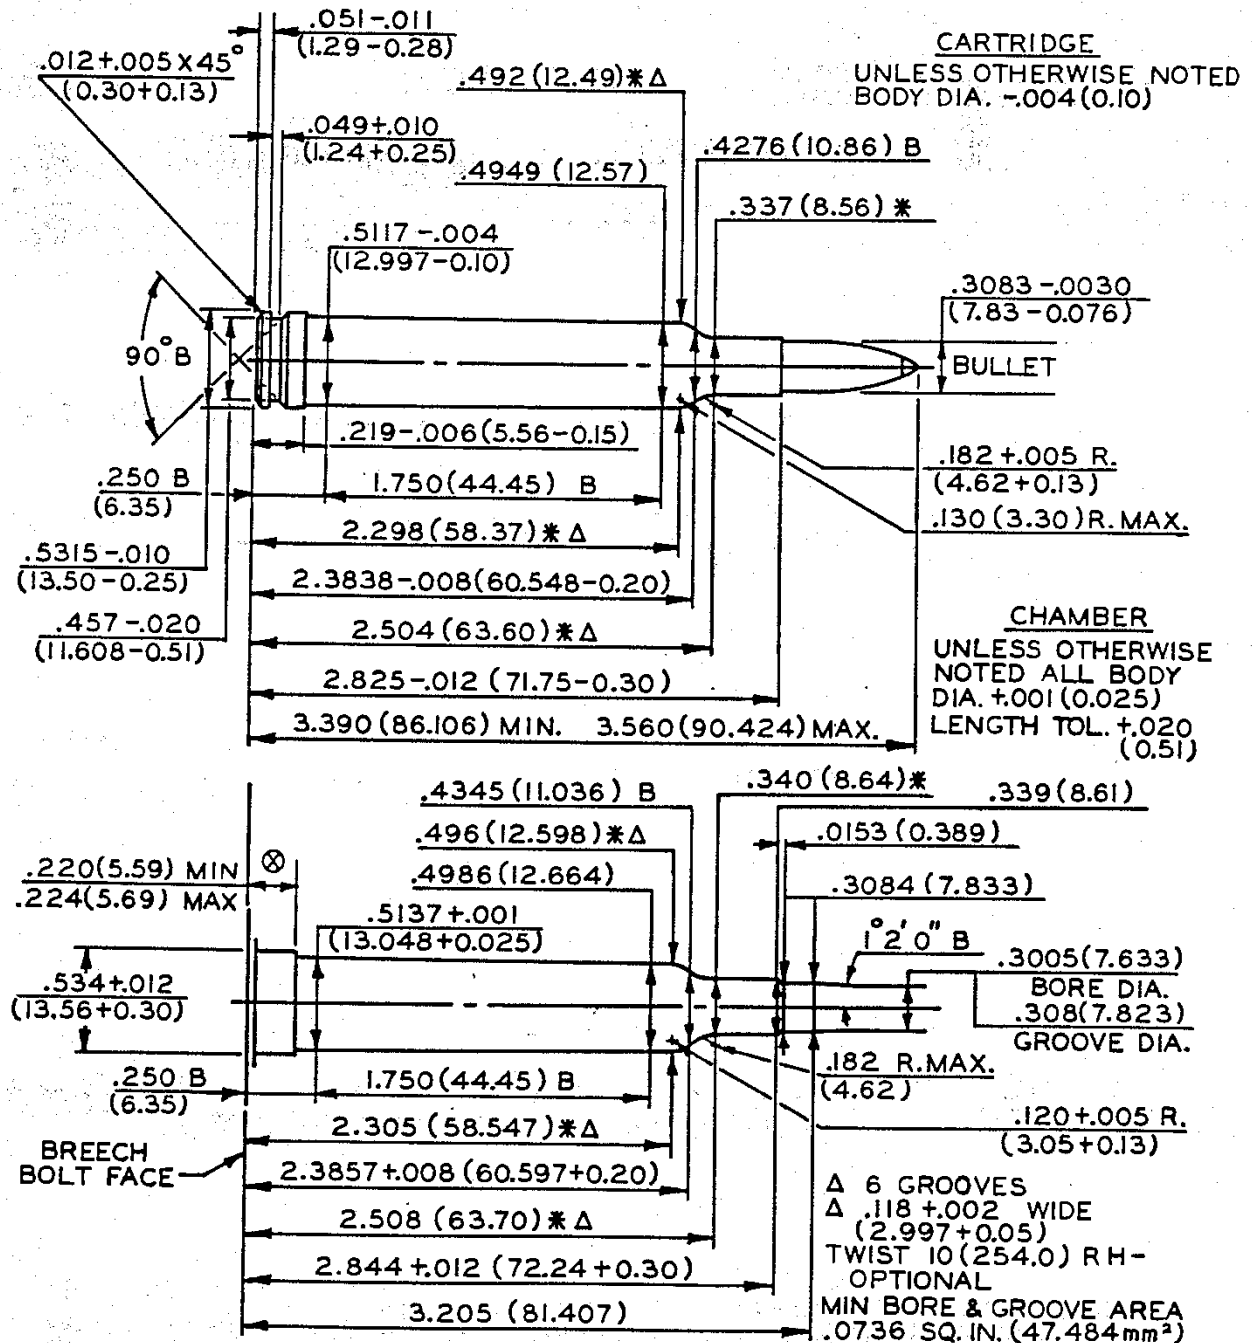 .051-.011
(1.29-0.28)
.012+.005x45°
(0.30+0.13)
CARTRIDGE
UNLESS OTHERWISE NOTED
BODY DIA. -.004(0.10)
.492(12.49)*Δ
.049+.010
(1.24+0.25)
.4276(10.86) B
.4949 (12.57)
.337(8.56)*
.5117-.004
(12.997-0.10)
.3083-.0030
(7.83-0.076)
90°B
BULLET
.219-.006(5.56-0.15)
.182+.005 R.
(4.62+0.13)
.250 B
(6.35)
1.750(44.45) B
.130(3.30)R.MAX.
2.298(58.37)*Δ
.5315-.010
(13.50-0.25)
2.3838-.008(60.548-0.20)
.457-.020
(11.608-0.51)
2.504(63.60)*Δ
CHAMBER
UNLESS OTHERWISE
NOTED ALL BODY
DIA. +.001(0.025)
LENGTH TOL. +.020
(0.51)
2.825-.012 (71.75-0.30)
3.390(86.106) MIN. 3.560(90.424)MAX.
.4345(11.036) B
.340(8.64)*
.339(8.61)
.496(12.598)*Δ
.0153(0.389)
.220(5.59) MIN
.224(5.69) MAX
⊗
.4986(12.664)
.3084(7.833)
.5137+.001
(13.048+0.025)
1°2'0" B
.534+.012
(13.56+0.30)
.3005(7.633)
BORE DIA.
.308(7.823)
GROOVE DIA.
.182 R.MAX.
(4.62)
.250 B
(6.35)
1.750(44.45) B
.120+.005 R.
(3.05+0.13)
2.305(58.547)*Δ
BREECH
BOLT FACE
2.3857+.008(60.597+0.20)
2.508(63.70)*Δ
2.844+.012(72.24+0.30)
3.205 (81.407)
Δ 6 GROOVES
Δ .118+.002 WIDE
(2.997+0.05)
TWIST 10(254.0) RH-
OPTIONAL
MIN BORE & GROOVE AREA
.0736 SQ. IN. (47.484mm²)